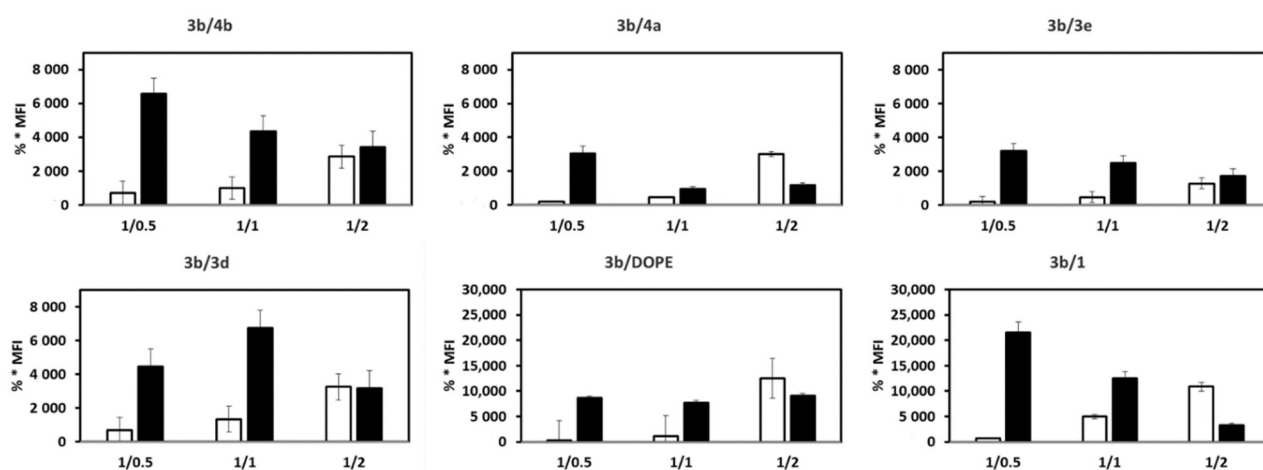 3b/4b
% * MFI
8 000
6 000
4 000
2 000
0
1/0.5 1/1 1/2
3b/4a
% * MFI
8 000
6 000
4 000
2 000
0
1/0.5 1/1 1/2
3b/3e
% * MFI
8 000
6 000
4 000
2 000
0
1/0.5 1/1 1/2
3b/3d
% * MFI
8 000
6 000
4 000
2 000
0
1/0.5 1/1 1/2
3b/DOPE
% * MFI
30,000
25,000
20,000
15,000
10,000
5,000
0
1/0.5 1/1 1/2
3b/1
% * MFI
30,000
25,000
20,000
15,000
10,000
5,000
0
1/0.5 1/1 1/2